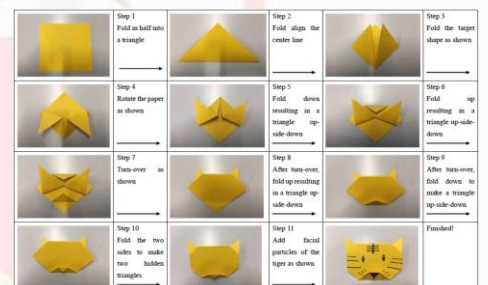 Step 1
Fold in half into
a triangle
Step 2
Fold align the
center line
Step 3
Fold the target
shape as shown
Step 4
Rotate the paper
as shown
Step 5
Fold down
resulting in a
triangle up-
side-down
Step 6
Fold up
resulting in a
triangle up-side-
down
Step 7
Turn-over as
shown
Step 8
After turn-over,
fold up resulting
in a triangle up-
side-down
Step 9
After turn-over,
fold down to
make a triangle
up-side-down
Step 10
Fold the two
sides to make
two hidden
triangles
Step 11
Add facial
particles of the
tiger as shown
Finished!